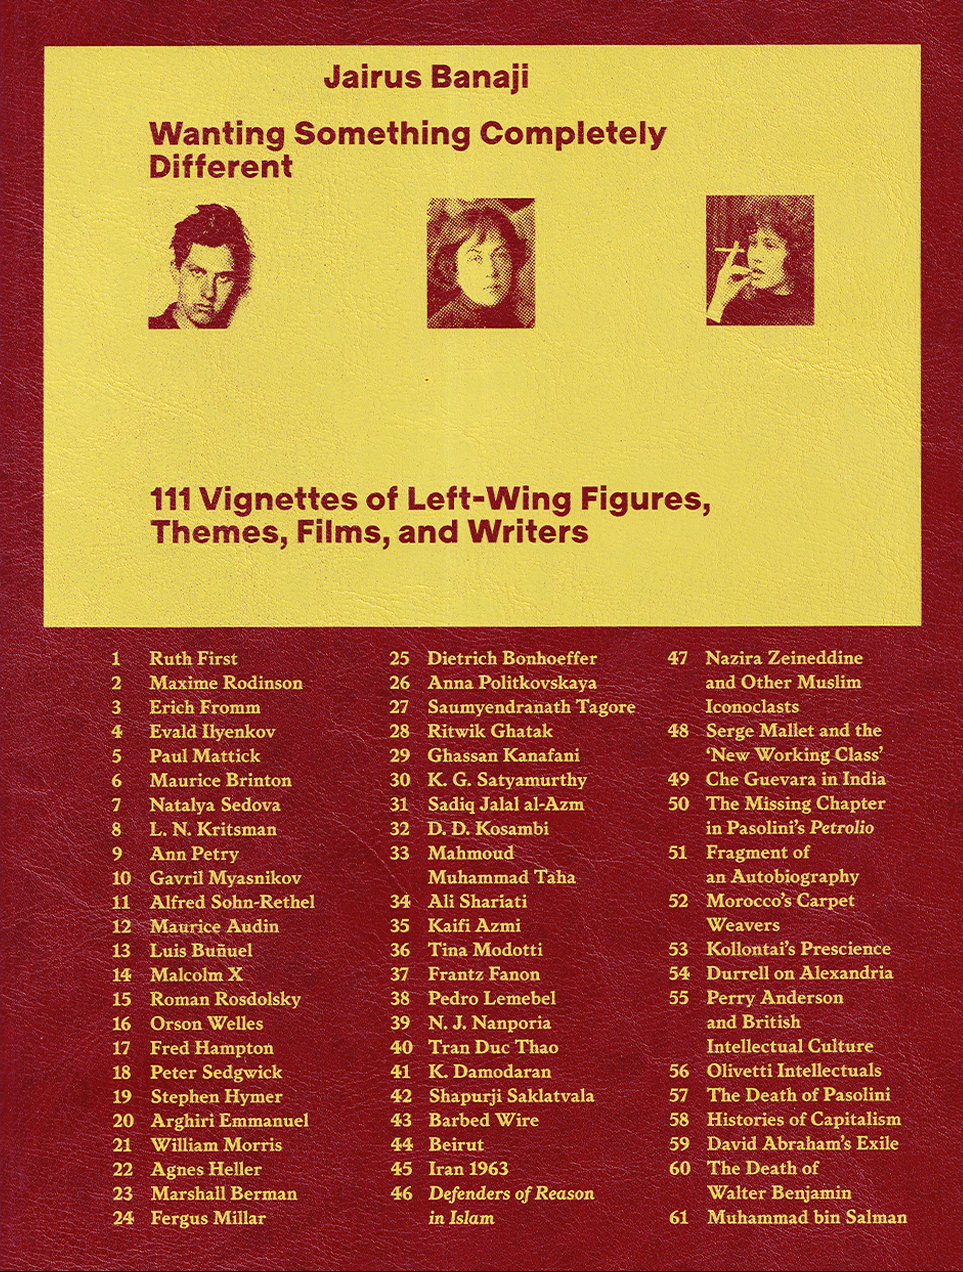 Jairus Banaji
Wanting Something Completely
Different
111 Vignettes of Left-Wing Figures,
Themes, Films, and Writers
1 Ruth First
2 Maxime Rodinson
3 Erich Fromm
4 Evald Ilyenkov
5 Paul Mattick
6 Maurice Brinton
7 Natalya Sedova
8 L. N. Kritsman
9 Ann Petry
10 Gavril Myasnikov
11 Alfred Sohn-Rethel
12 Maurice Audin
13 Luis Buñuel
14 Malcolm X
15 Roman Rosdolsky
16 Orson Welles
17 Fred Hampton
18 Peter Sedgwick
19 Stephen Hymer
20 Arghiri Emmanuel
21 William Morris
22 Agnes Heller
23 Marshall Berman
24 Fergus Millar
25 Dietrich Bonhoeffer
26 Anna Politkovskaya
27 Saumyendranath Tagore
28 Ritwik Ghatak
29 Ghassan Kanafani
30 K. G. Satyamurthy
31 Sadiq Jalal al-Azm
32 D. D. Kosambi
33 Mahmoud
Muhammad Taha
34 Ali Shariati
35 Kaifi Azmi
36 Tina Modotti
37 Frantz Fanon
38 Pedro Lemebel
39 N. J. Nanporia
40 Tran Duc Thao
41 K. Damodaran
42 Shapurji Saklatvala
43 Barbed Wire
44 Beirut
45 Iran 1963
46 Defenders of Reason
in Islam
47 Nazira Zeineddine
and Other Muslim
Iconoclasts
48 Serge Mallet and the
‘New Working Class’
49 Che Guevara in India
50 The Missing Chapter
in Pasolini’s Petrolio
51 Fragment of
an Autobiography
52 Morocco’s Carpet
Weavers
53 Kollontai’s Prescience
54 Durrell on Alexandria
55 Perry Anderson
and British
Intellectual Culture
56 Olivetti Intellectuals
57 The Death of Pasolini
58 Histories of Capitalism
59 David Abraham’s Exile
60 The Death of
Walter Benjamin
61 Muhammad bin Salman